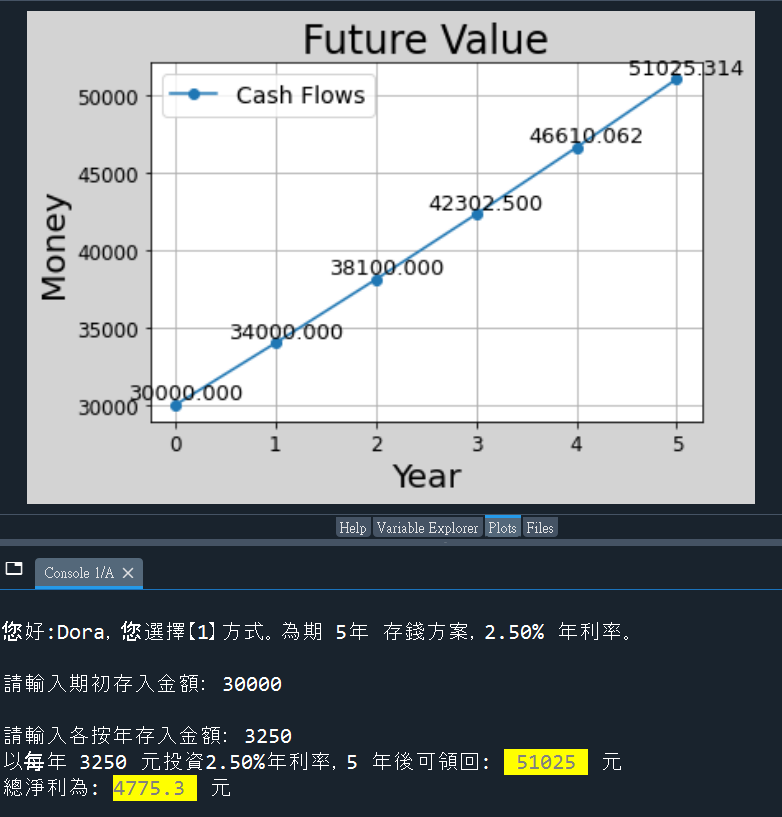 Future Value
51025.314
50000
Cash Flows
46610.062
45000
42302.500
Money
40000
38100.000
35000
34000.000
30000.000
30000
0 1 2 3 4 5
Year
Help Variable Explorer Plots Files
Console 1/A ×
您好:Dora, 您選擇【1】方式。為期 5年 存錢方案, 2.50% 年利率。
請輸入期初存入金額: 30000
請輸入各按年存入金額: 3250
以每年 3250 元投資2.50%年利率, 5 年後可領回: 51025 元
總淨利為: 4775.3 元